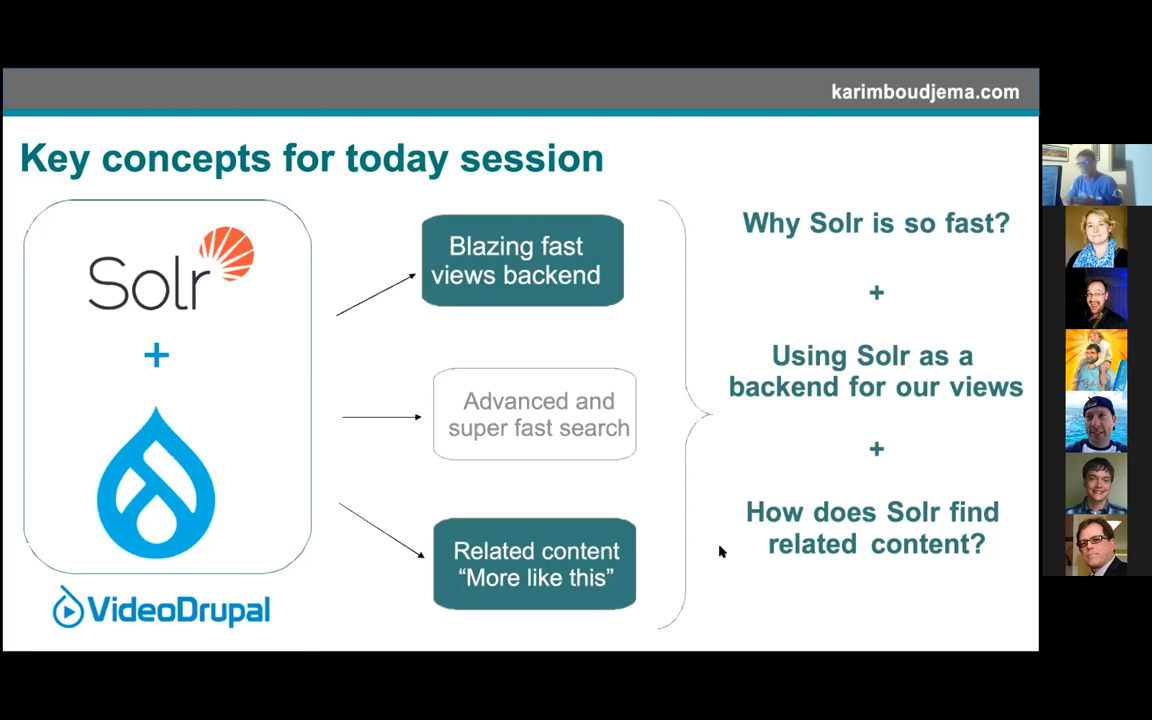 karimboudjema.com
Key concepts for today session
Solr
+
VideoDrupal
Blazing fast
views backend
Advanced and
super fast search
Related content
“More like this”
Why Solr is so fast?
+
Using Solr as a
backend for our views
+
How does Solr find
related content?